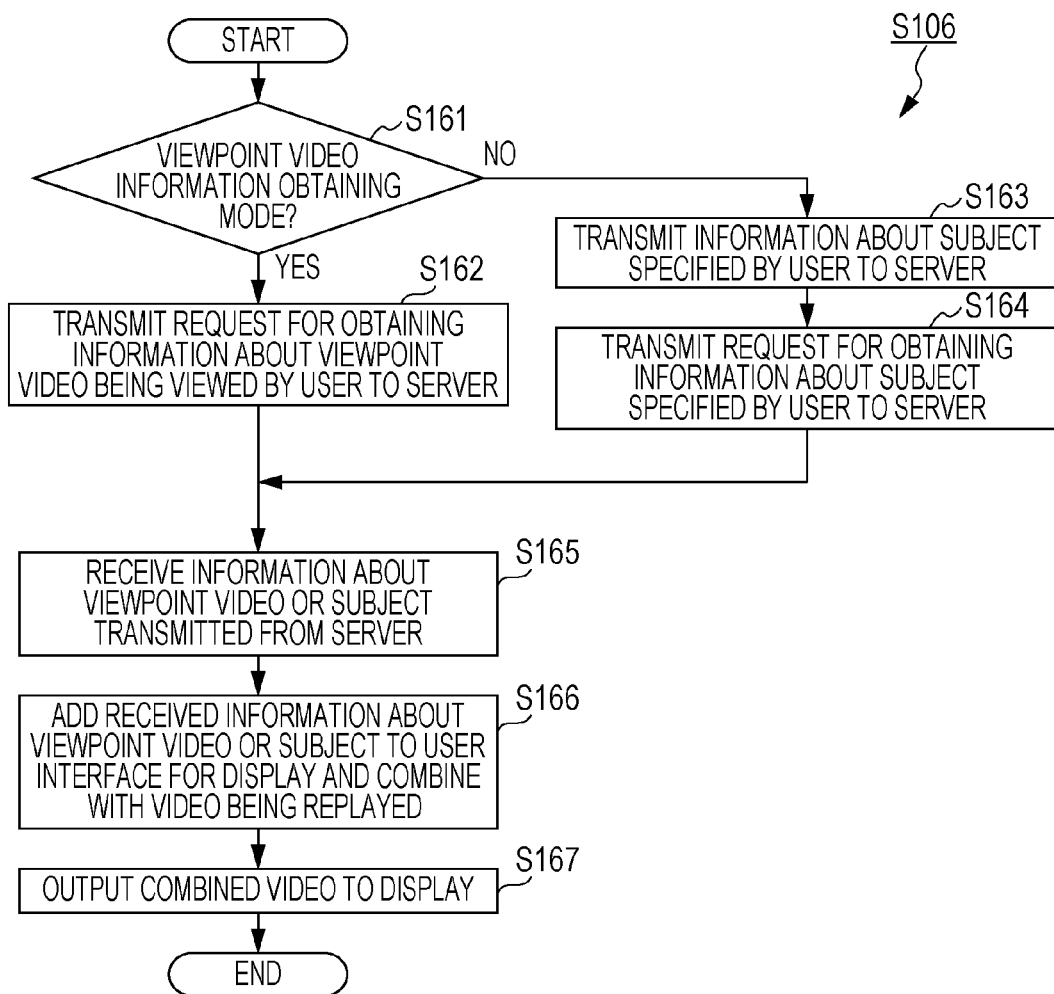 START
S106
S161
VIEWPOINT VIDEO
INFORMATION OBTAINING
MODE?
NO
YES
S162
TRANSMIT REQUEST FOR OBTAINING
INFORMATION ABOUT VIEWPOINT
VIDEO BEING VIEWED BY USER TO SERVER
S163
TRANSMIT INFORMATION ABOUT SUBJECT
SPECIFIED BY USER TO SERVER
S164
TRANSMIT REQUEST FOR OBTAINING
INFORMATION ABOUT SUBJECT
SPECIFIED BY USER TO SERVER
S165
RECEIVE INFORMATION ABOUT
VIEWPOINT VIDEO OR SUBJECT
TRANSMITTED FROM SERVER
S166
ADD RECEIVED INFORMATION ABOUT
VIEWPOINT VIDEO OR SUBJECT TO USER
INTERFACE FOR DISPLAY AND COMBINE
WITH VIDEO BEING REPLAYED
S167
OUTPUT COMBINED VIDEO TO DISPLAY
END